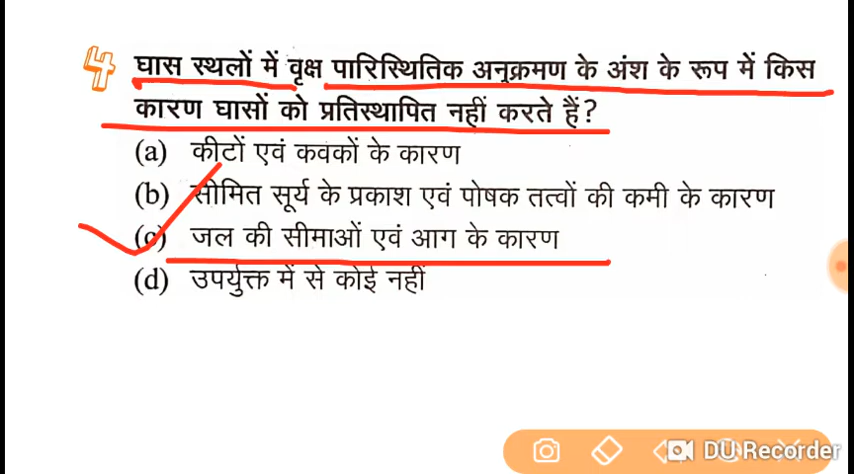 4 घास स्थलों में वृक्ष पारिस्थितिक अनुक्रमण के अंश के रूप में किस
कारण घासों को प्रतिस्थापित नहीं करते हैं?
(a) कीटों एवं कवकों के कारण
(b) सीमित सूर्य के प्रकाश एवं पोषक तत्वों की कमी के कारण
(c) जल की सीमाओं एवं आग के कारण
(d) उपर्युक्त में से कोई नहीं
DU Recorder